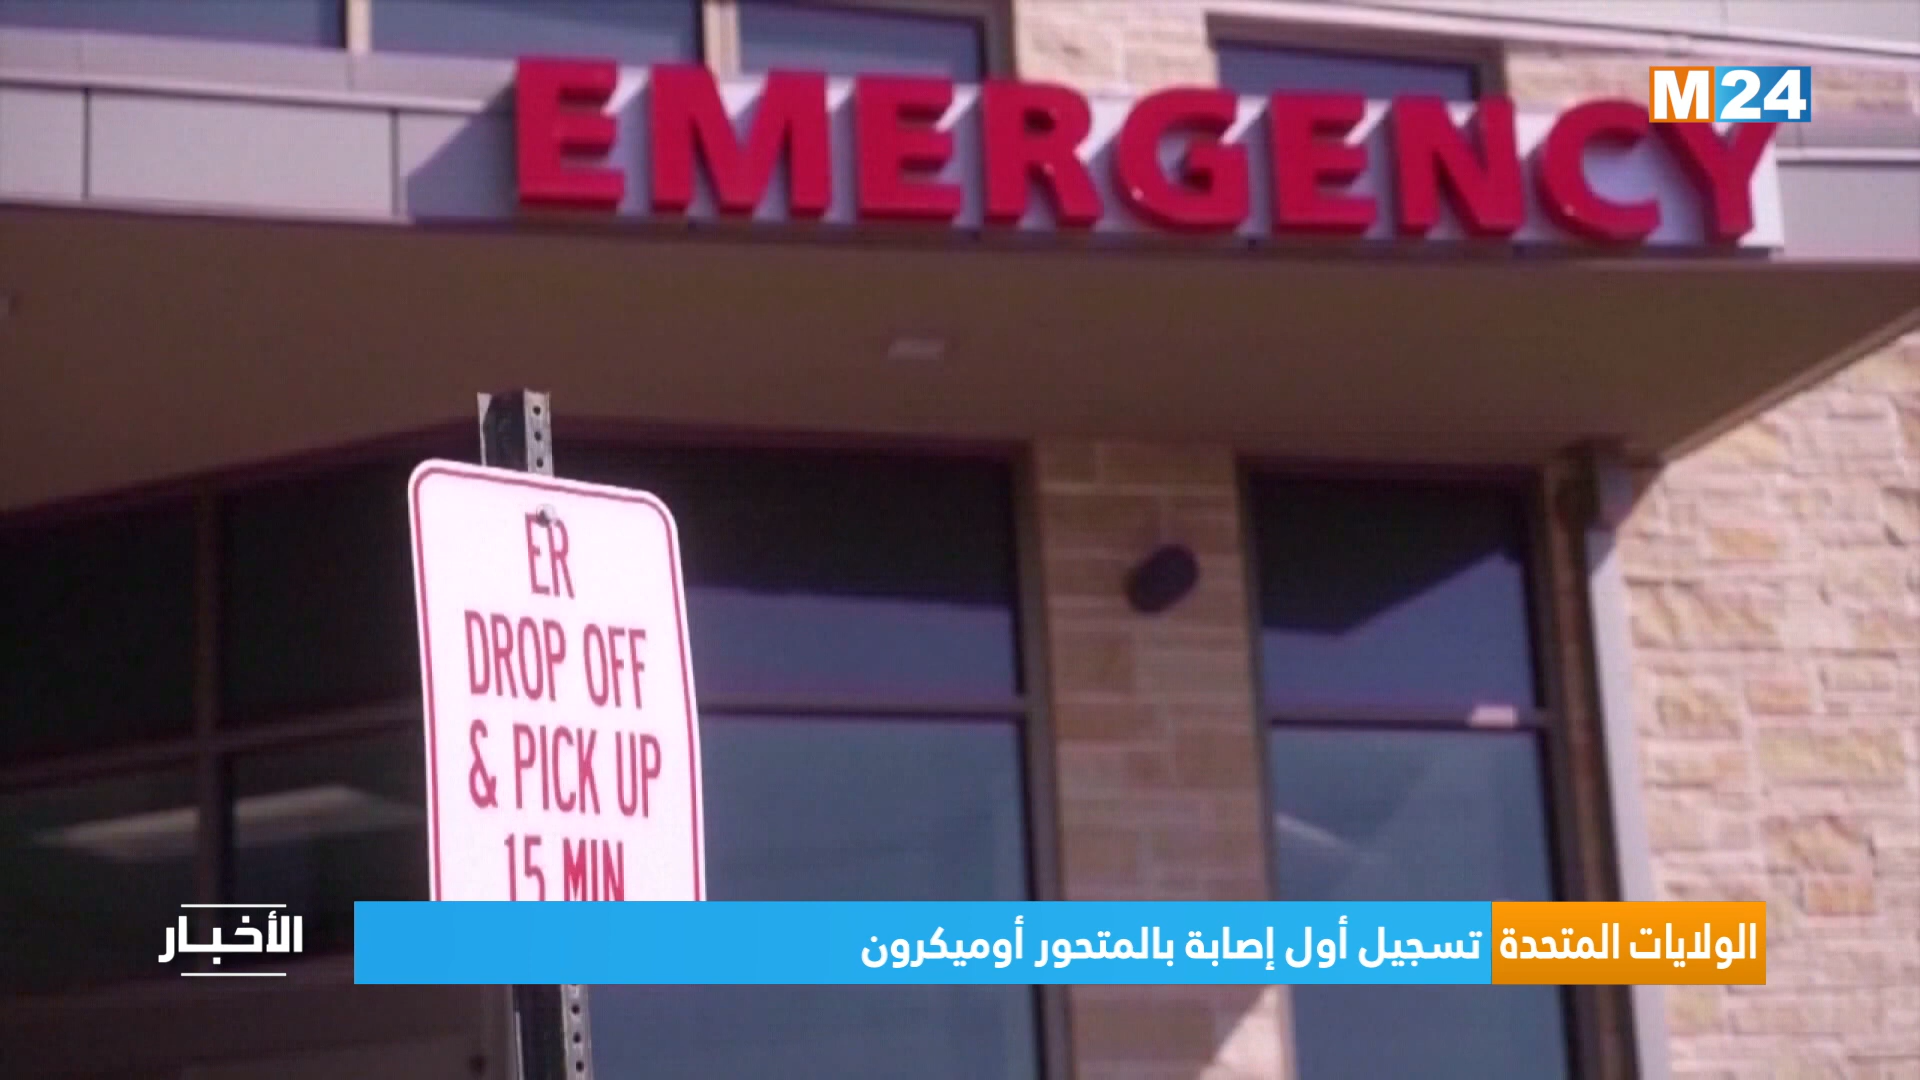 EMERGENCY
M24
ER
DROP OFF
& PICK UP
15 MIN
الولايات المتحدة
تسجيل أول إصابة بالمتحور أوميكرون
الأخبار